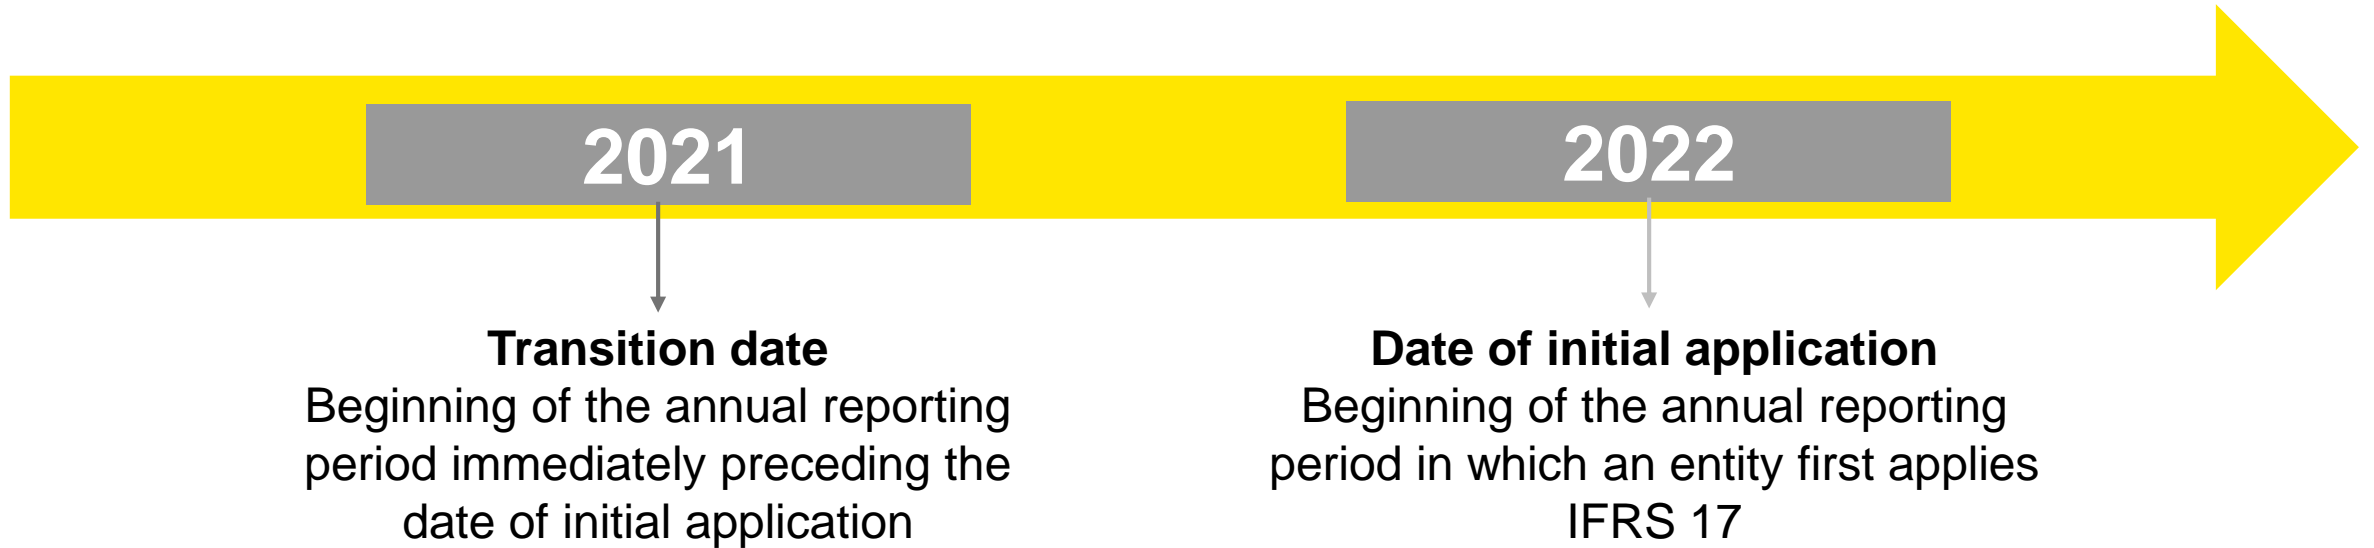 2021
2022
Transition date
Beginning of the annual reporting
period immediately preceding the
date of initial application
Date of initial application
Beginning of the annual reporting
period in which an entity first applies
IFRS 17